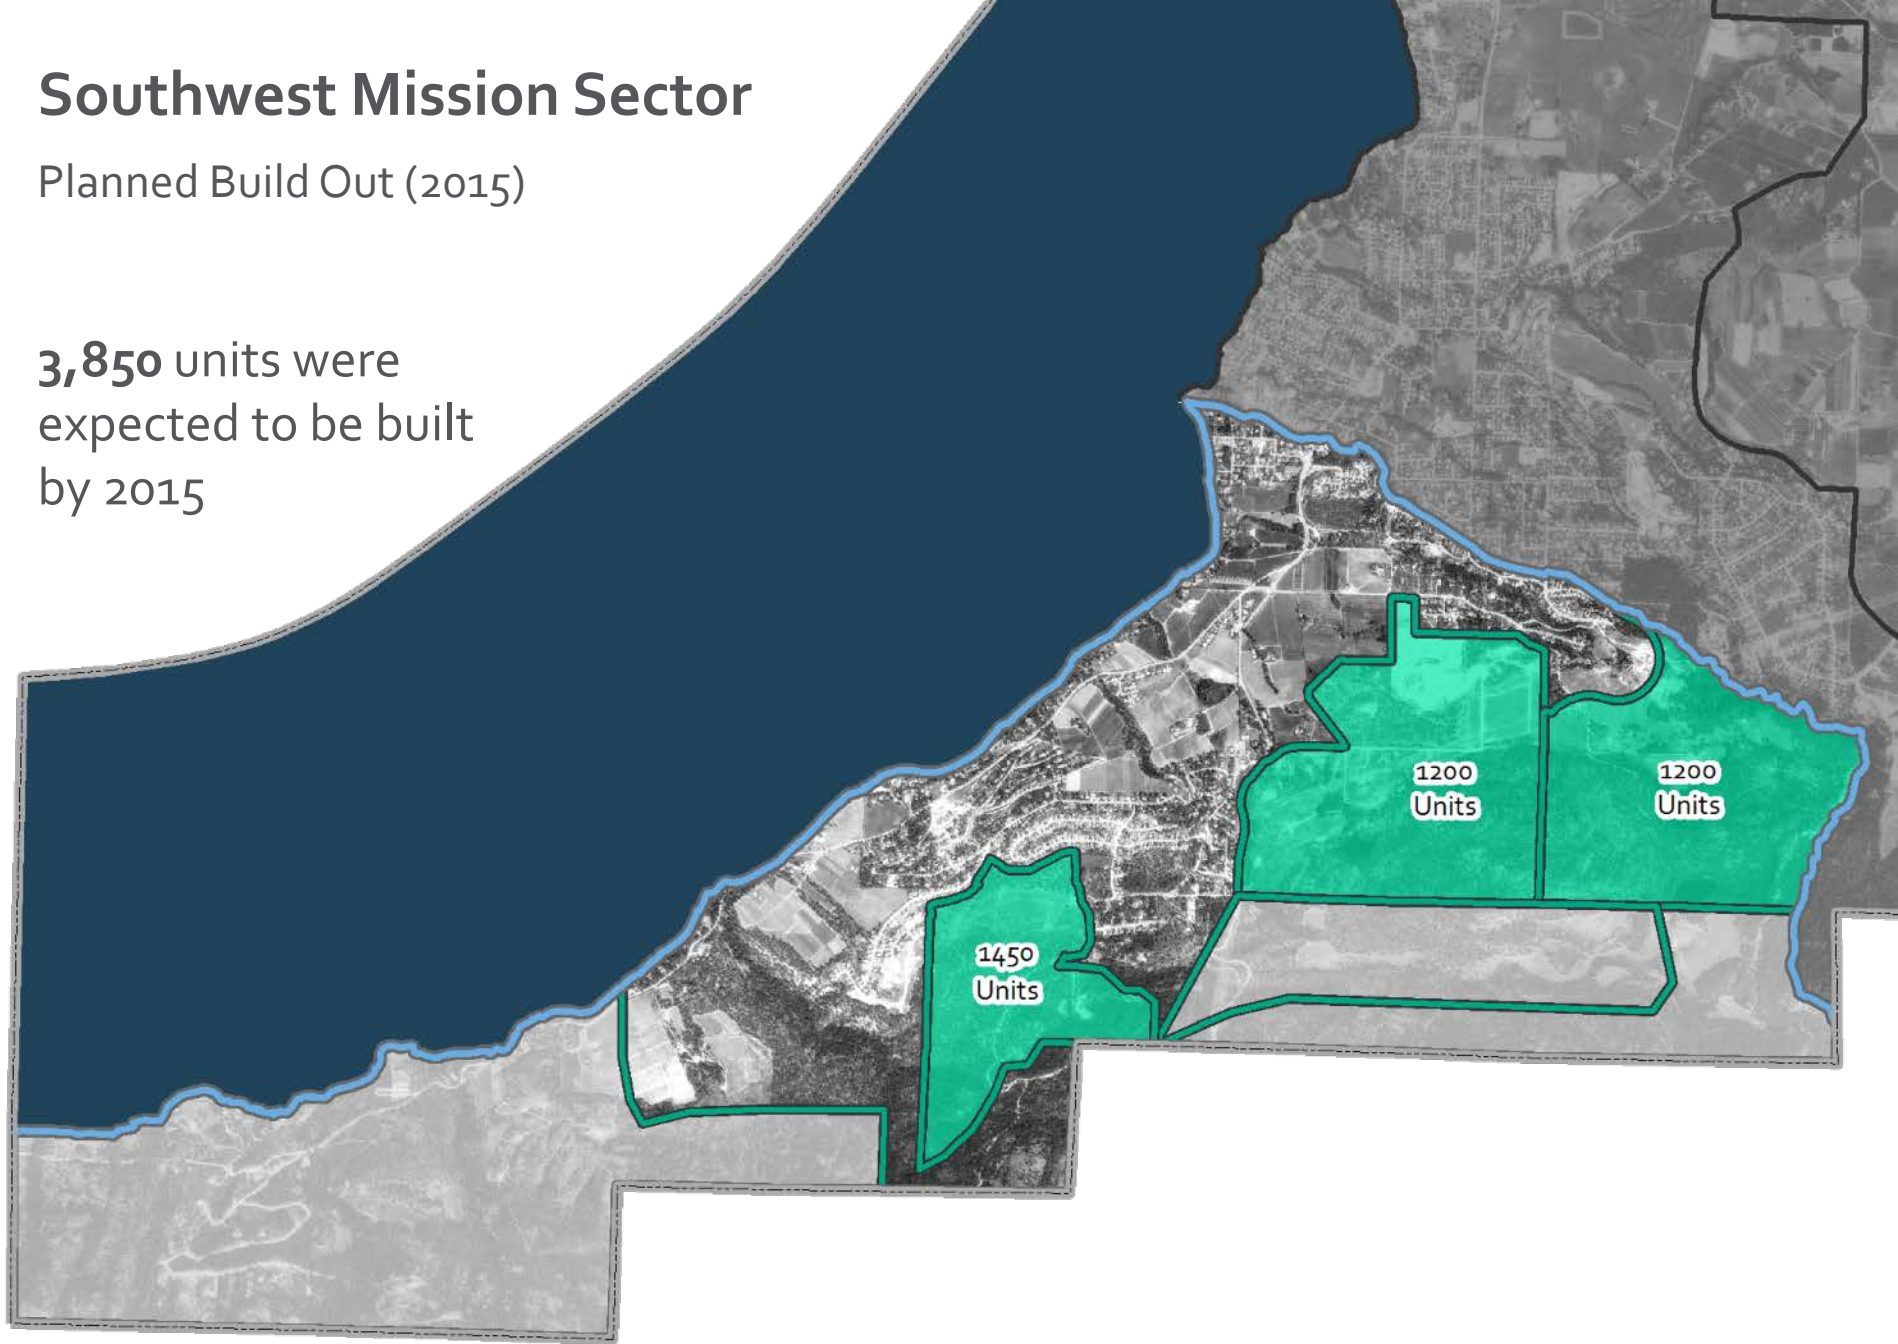 Southwest Mission Sector
Planned Build Out (2015)
3,850 units were
expected to be built
by 2015
1200
Units
1200
Units
1450
Units